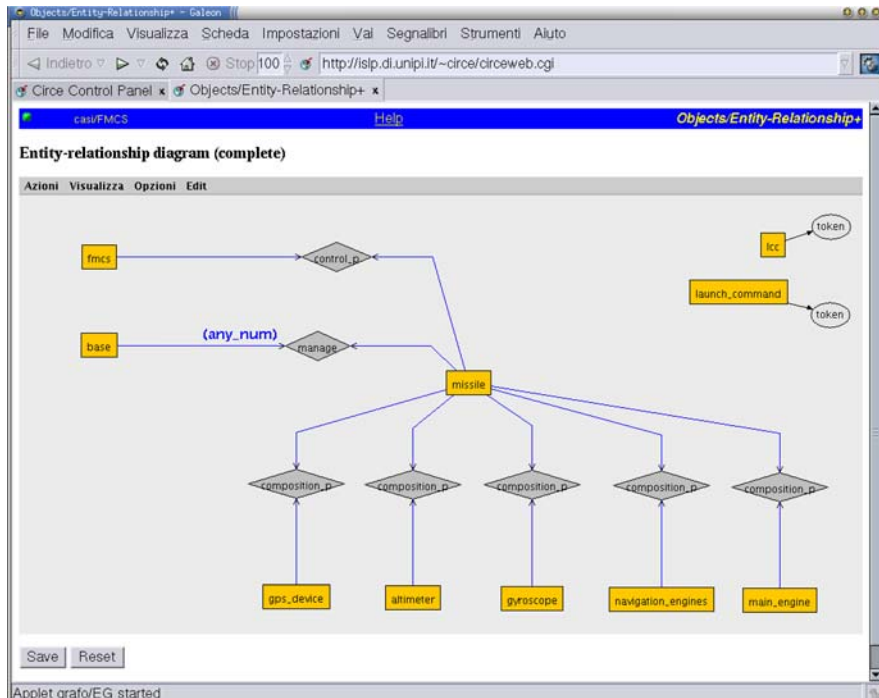 Objects/Entity-Relationship+ - Galeon
File Modifica Visualizza Scheda Impostazioni Vai Segnalibri Strumenti Aiuto
Indietro Stop 100 http://islp.di.unipi.it/~circe/circeweb.cgi
Circe Control Panel x Objects/Entity-Relationship+ x
casi/FMCS Help Objects/Entity-Relationship+
Entity-relationship diagram (complete)
Azioni Visualizza Opzioni Edit
token
lcc
fmcs control_p
launch_command
token
(any_num)
base manage
missile
composition_p composition_p composition_p composition_p composition_p
gps_device altimeter gyroscope navigation_engines main_engine
Save Reset
Applet grafo/EG started